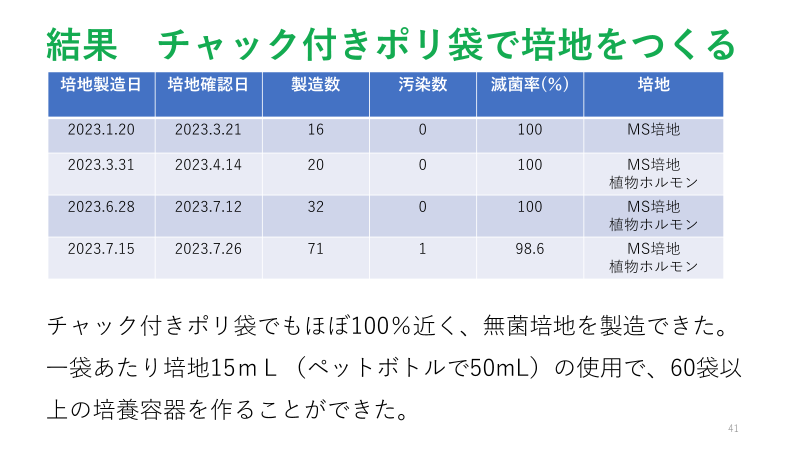 結果　チャック付きポリ袋で培地をつくる
培地製造日 培地確認日 製造数 汚染数 滅菌率(%) 培地
2023.1.20 2023.3.21 16 0 100 MS培地
2023.3.31 2023.4.14 20 0 100 MS培地
植物ホルモン
2023.6.28 2023.7.12 32 0 100 MS培地
植物ホルモン
2023.7.15 2023.7.26 71 1 98.6 MS培地
植物ホルモン
チャック付きポリ袋でもほぼ100%近く、無菌培地を製造できた。
一袋あたり培地15ｍＬ（ペットボトルで50mL）の使用で、60袋以
上の培養容器を作ることができた。
41